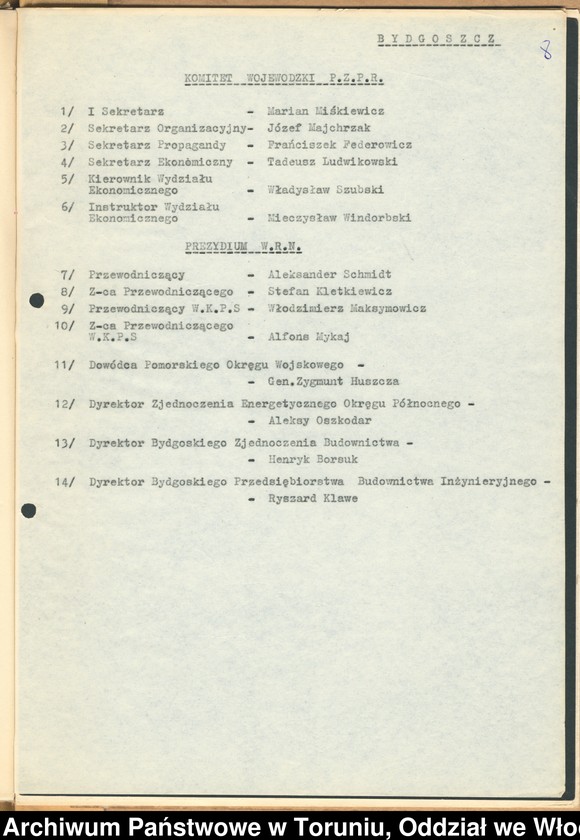 BYDGOSZCZ
8
KOMITET WOJEWODZKI P.Z.P.R.
1/ I Sekretarz - Marian Miśkiewicz
2/ Sekretarz Organizacyjny- Józef Majchrzak
3/ Sekretarz Propagandy - Frańciszek Federowicz
4/ Sekretarz Ekonomiczny - Tadeusz Ludwikowski
5/ Kierownik Wydziału
Ekonomicznego - Władysław Szubski
6/ Instruktor Wydziału
Ekonomicznego - Mieczysław Windorbski
PREZYDIUM W.R.N.
7/ Przewodniczący - Aleksander Schmidt
8/ Z-ca Przewodniczącego - Stefan Kletkiewicz
9/ Przewodniczący W.K.P.S - Włodzimierz Maksymowicz
10/ Z-ca Przewodniczącego
W.K.P.S - Alfons Mykaj
11/ Dowódca Pomorskiego Okręgu Wojskowego -
- Gen.Zygmunt Huszcza
12/ Dyrektor Zjednoczenia Energetycznego Okręgu Północnego -
- Aleksy Oszkodar
13/ Dyrektor Bydgoskiego Zjednoczenia Budownictwa -
- Henryk Borsuk
14/ Dyrektor Bydgoskiego Przedsiębiorstwa Budownictwa Inżynieryjnego -
- Ryszard Klawe
Archiwum Państwowe w Toruniu, Oddział we Wło